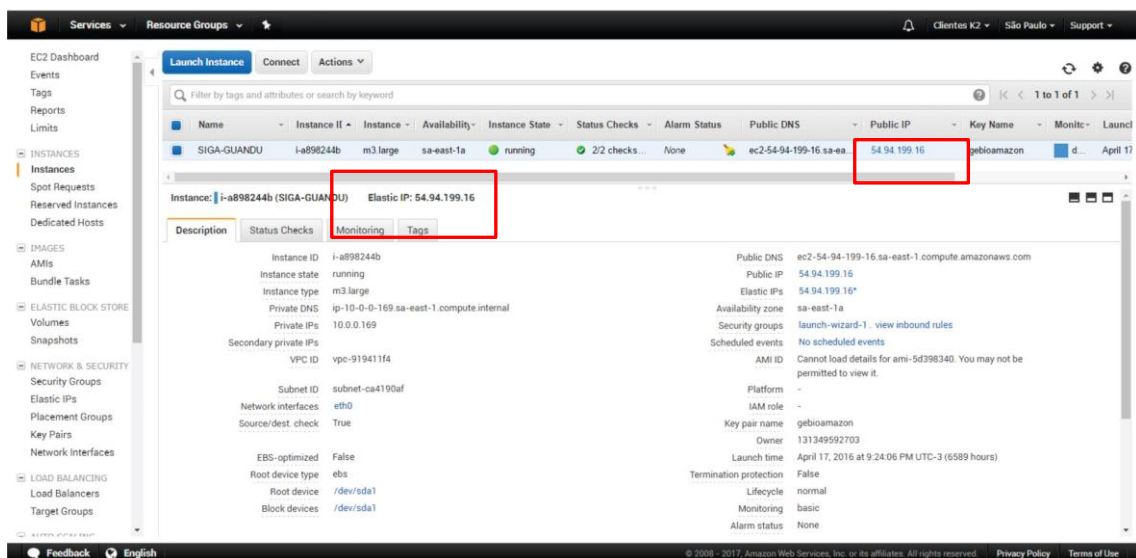 Services Resource Groups Clientes K2 São Paulo Support
EC2 Dashboard
Events
Tags
Reports
Limits
INSTANCES
Instances
Spot Requests
Reserved Instances
Dedicated Hosts
IMAGES
AMIs
Bundle Tasks
ELASTIC BLOCK STORE
Volumes
Snapshots
NETWORK & SECURITY
Security Groups
Elastic IPs
Placement Groups
Key Pairs
Network Interfaces
LOAD BALANCING
Load Balancers
Target Groups
Launch Instance Connect Actions
Filter by tags and attributes or search by keyword 1 to 1 of 1
Name Instance Instance Availability Instance State Status Checks Alarm Status Public DNS Public IP Key Name Monitc Launcl
SIGA-GUANDU i-a898244b m3.large sa-east-1a running 2/2 checks... None ec2-54-94-199-16.sa-ea... 54.94.199.16 gebioamazon d... April 17
Instance: i-a898244b (SIGA-GUANDU) Elastic IP: 54.94.199.16
Description Status Checks Monitoring Tags
Instance ID i-a898244b
Instance state running
Instance type m3.large
Private DNS ip-10-0-0-169.sa-east-1.compute.internal
Private IPs 10.0.0.169
Secondary private IPs
VPC ID vpc-919411f4
Subnet ID subnet-ca4190af
Network interfaces eth0
Source/dest. check True
EBS-optimized False
Root device type ebs
Root device /dev/sda1
Block devices /dev/sda1
Public DNS ec2-54-94-199-16.sa-east-1.compute.amazonaws.com
Public IP 54.94.199.16
Elastic IPs 54.94.199.16*
Availability zone sa-east-1a
Security groups launch-wizard-1 . view inbound rules
Scheduled events No scheduled events
AMI ID Cannot load details for ami-5d398340. You may not be
permitted to view it.
Platform -
IAM role -
Key pair name gebioamazon
Owner 131349592703
Launch time April 17, 2016 at 9:24:06 PM UTC-3 (6589 hours)
Termination protection False
Lifecycle normal
Monitoring basic
Alarm status None
Feedback English © 2008 - 2017, Amazon Web Services, Inc. or its affiliates. All rights reserved. Privacy Policy Terms of Use